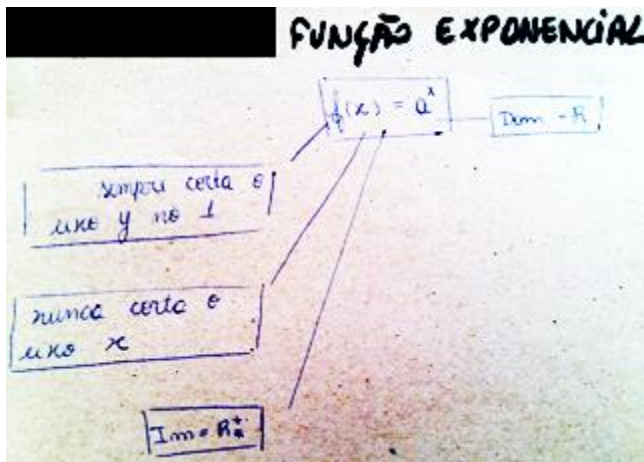 FUNÇÃO EXPONENCIAL
f(x) = a^x
Dom = R
sempre corta o
eixo y no 1
nunca corta o
eixo x
Im = R*+